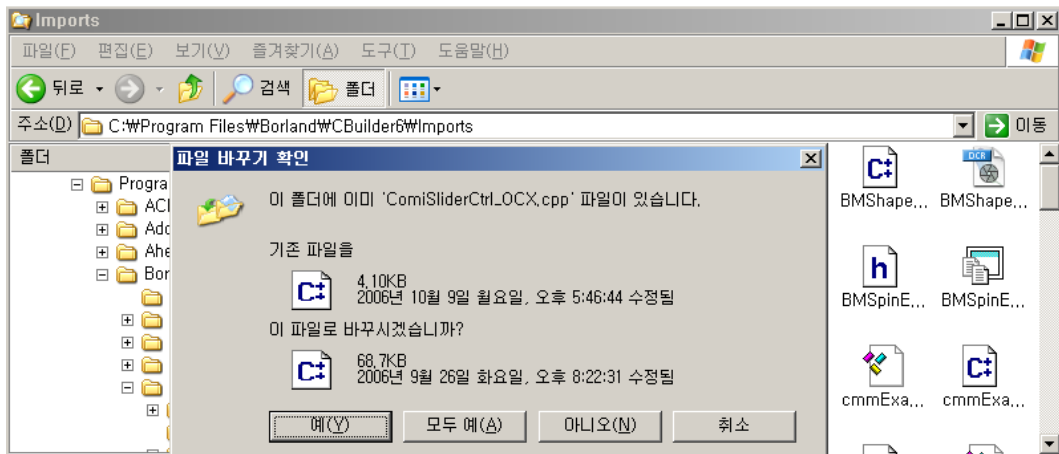 Imports
파일(F) 편집(E) 보기(V) 즐겨찾기(A) 도구(T) 도움말(H)
뒤로 검색 폴더
주소(D) C:₩Program Files₩Borland₩CBuilder6₩Imports 이동
폴더
Progra
ACI
Ado
Ahe
Bor
파일 바꾸기 확인
이 폴더에 이미 'ComiSliderCtrl_OCX.cpp' 파일이 있습니다.
기존 파일을
4.10KB
2006년 10월 9일 월요일, 오후 5:46:44 수정됨
이 파일로 바꾸시겠습니까?
68.7KB
2006년 9월 26일 화요일, 오후 8:22:31 수정됨
예(Y) 모두 예(A) 아니오(N) 취소
BMShape... BMShape...
BMSpinE... BMSpinE...
cmmExa... cmmExa...